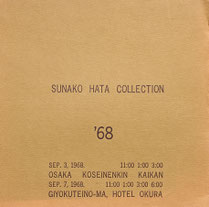 SUNAKO HATA COLLECTION
'68
SEP. 3, 1968. 11:00 1:00 3:00
OSAKA KOSEINENKIN KAIKAN
SEP. 7, 1968. 11:00 1:00 3:00 6:00
GIYOKUTEINO-MA, HOTEL OKURA